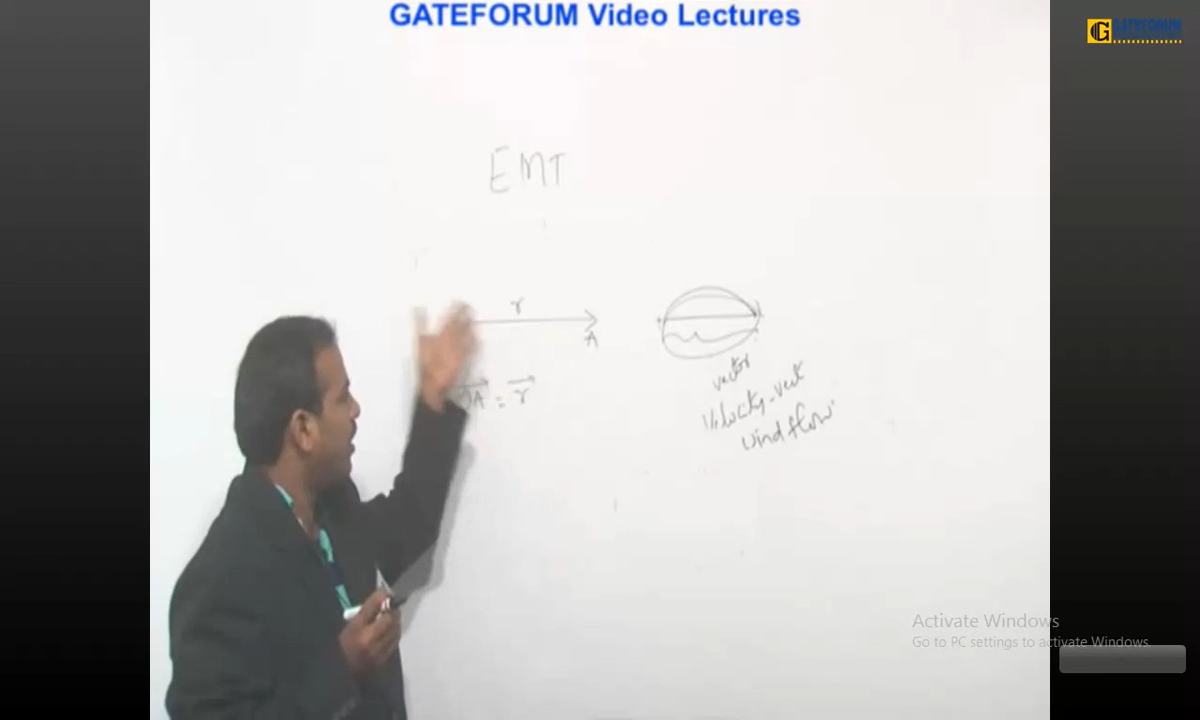 GATEFORUM Video Lectures
G GATEFORUM
EMT
r
A
OA = r
vector
Velocity-vect
wind flow
Activate Windows
Go to PC settings to activate Windows.